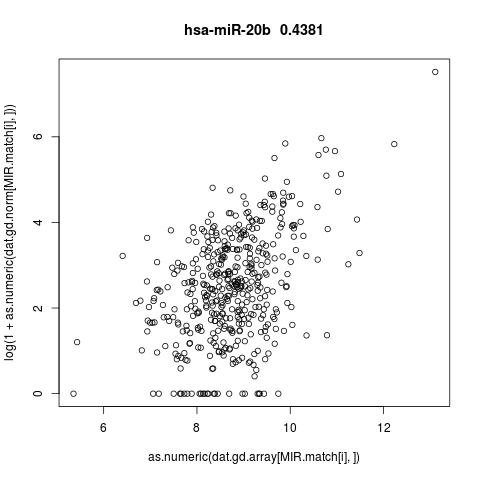 hsa-miR-20b 0.4381
log(1 + as.numeric(dat.gd.norm[MIR.match[i], ]))
6
4
2
0
6 8 10 12
as.numeric(dat.gd.array[MIR.match[i], ])